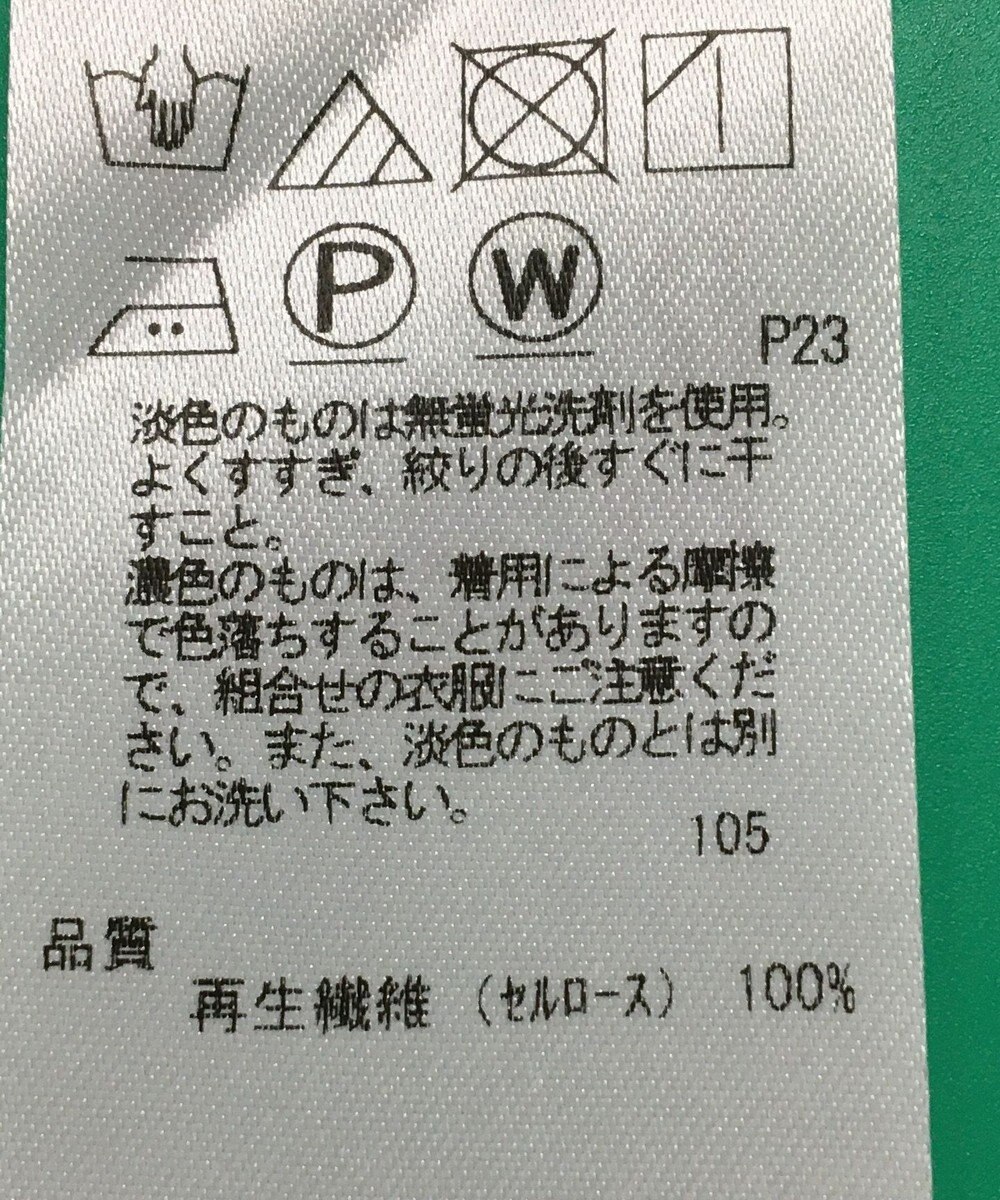 P
W
P23
淡色のものは無蛍光洗剤を使用。
よくすすぎ、絞りの後すぐに干
すこと。
濃色のものは、着用による摩擦
で色落ちすることがありますの
で、組合せの衣服にご注意くだ
さい。また、淡色のものとは別
にお洗い下さい。
105
品質
再生繊維（セルロース） 100%